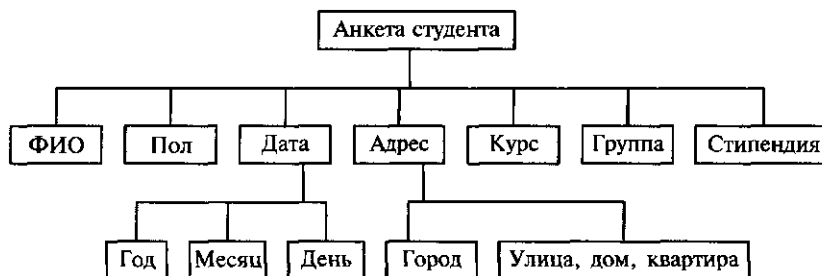 Анкета студента
ФИО Пол Дата Адрес Курс Группа Стипендия
Год Месяц День Город Улица, дом, квартира